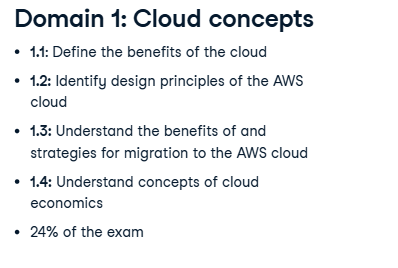 Domain 1: Cloud concepts
• 1.1: Define the benefits of the cloud
• 1.2: Identify design principles of the AWS
cloud
• 1.3: Understand the benefits of and
strategies for migration to the AWS cloud
• 1.4: Understand concepts of cloud
economics
• 24% of the exam